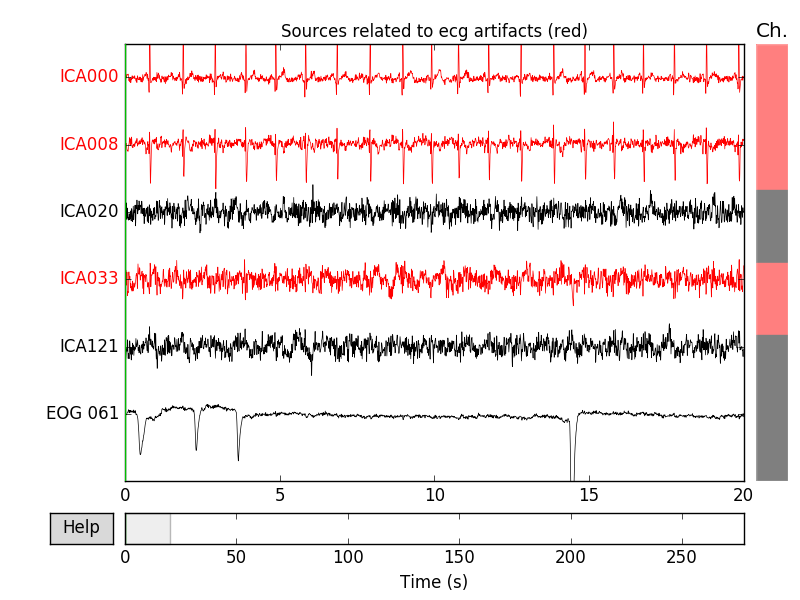 Sources related to ecg artifacts (red)
Ch.
ICA000
ICA008
ICA020
ICA033
ICA121
EOG 061
0 5 10 15 20
Help
0 50 100 150 200 250
Time (s)